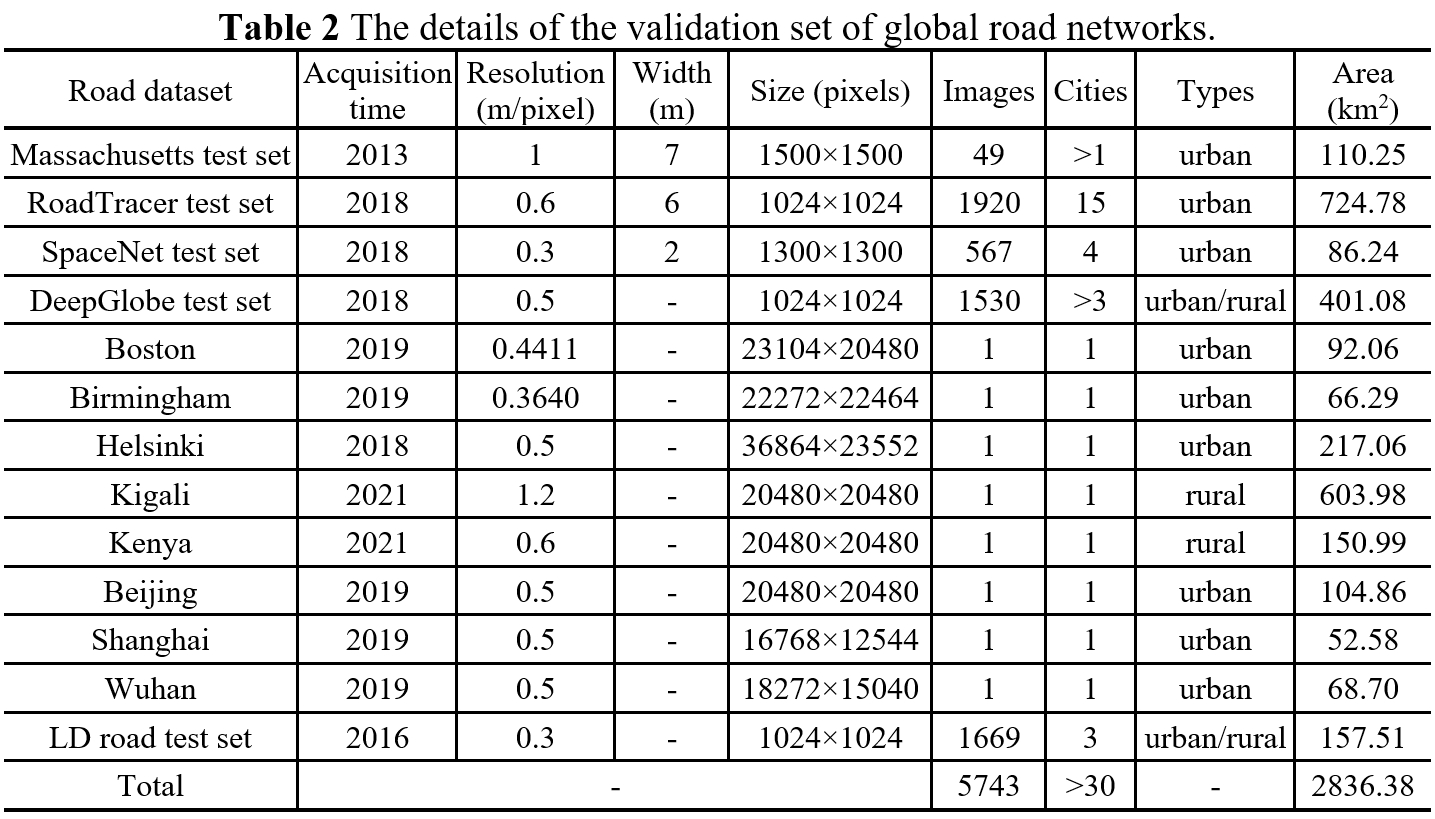 Table 2 The details of the validation set of global road networks.
Road dataset Acquisition time Resolution (m/pixel) Width (m) Size (pixels) Images Cities Types Area (km²)
Massachusetts test set 2013 1 7 1500×1500 49 >1 urban 110.25
RoadTracer test set 2018 0.6 6 1024×1024 1920 15 urban 724.78
SpaceNet test set 2018 0.3 2 1300×1300 567 4 urban 86.24
DeepGlobe test set 2018 0.5 - 1024×1024 1530 >3 urban/rural 401.08
Boston 2019 0.4411 - 23104×20480 1 1 urban 92.06
Birmingham 2019 0.3640 - 22272×22464 1 1 urban 66.29
Helsinki 2018 0.5 - 36864×23552 1 1 urban 217.06
Kigali 2021 1.2 - 20480×20480 1 1 rural 603.98
Kenya 2021 0.6 - 20480×20480 1 1 rural 150.99
Beijing 2019 0.5 - 20480×20480 1 1 urban 104.86
Shanghai 2019 0.5 - 16768×12544 1 1 urban 52.58
Wuhan 2019 0.5 - 18272×15040 1 1 urban 68.70
LD road test set 2016 0.3 - 1024×1024 1669 3 urban/rural 157.51
Total - 5743 >30 - 2836.38